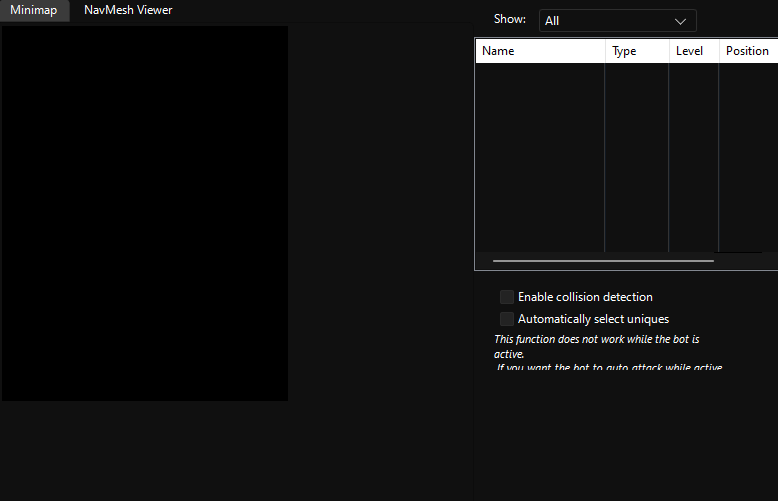 Minimap NavMesh Viewer
Show: All
Name Type Level Position
Enable collision detection
Automatically select uniques
This function does not work while the bot is
active.
If you want the bot to auto attack while active